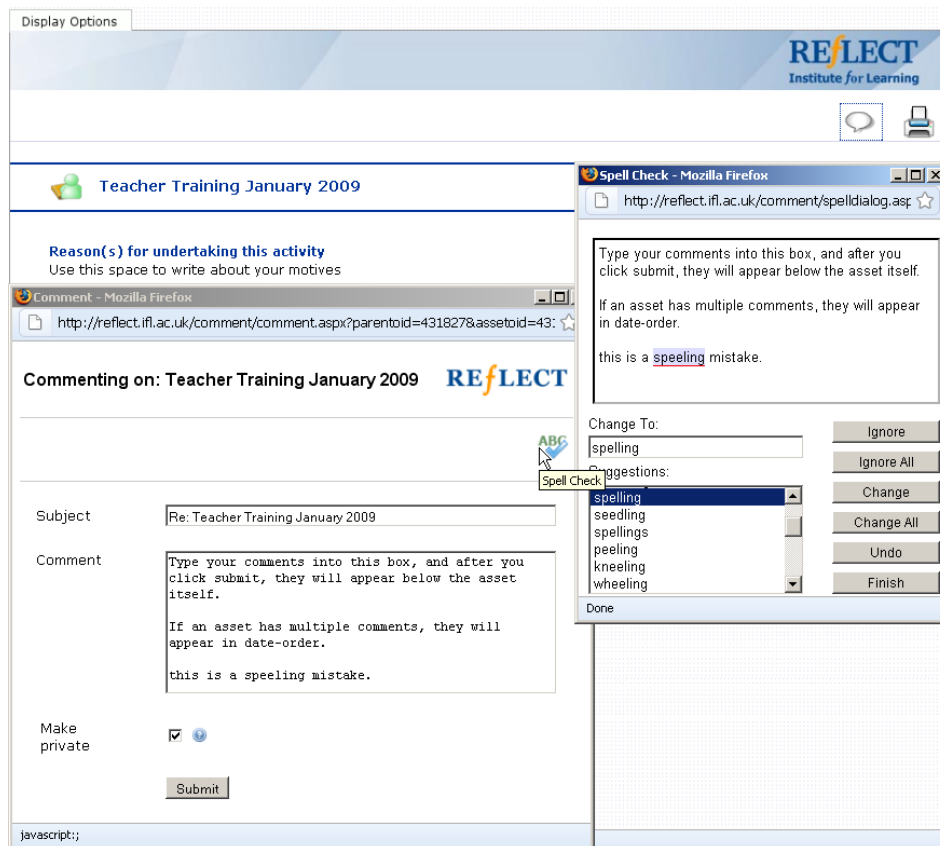 Display Options
REfLECT
Institute for Learning
Teacher Training January 2009
Reason(s) for undertaking this activity
Use this space to write about your motives
Comment - Mozilla Firefox
http://reflect.ifl.ac.uk/comment/comment.aspx?parentoid=431827&assetoid=43:
Commenting on: Teacher Training January 2009 REfLECT
ABC
Spell Check
Subject
Re: Teacher Training January 2009
Comment
Type your comments into this box, and after you
click submit, they will appear below the asset
itself.
If an asset has multiple comments, they will
appear in date-order.
this is a speeling mistake.
Make
private
Submit
javascript:;
Spell Check - Mozilla Firefox
http://reflect.ifl.ac.uk/comment/spelldialog.asp
Type your comments into this box, and after you
click submit, they will appear below the asset itself.
If an asset has multiple comments, they will appear
in date-order.
this is a speeling mistake.
Change To:
spelling
Suggestions:
spelling
seedling
spellings
peeling
kneeling
wheeling
Ignore
Ignore All
Change
Change All
Undo
Finish
Done